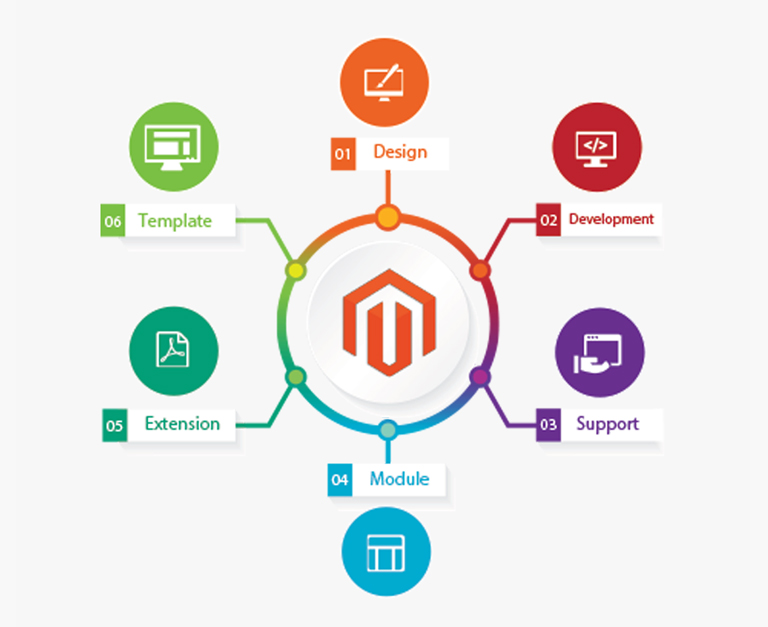 01 Design
02 Development
03 Support
04 Module
05 Extension
06 Template